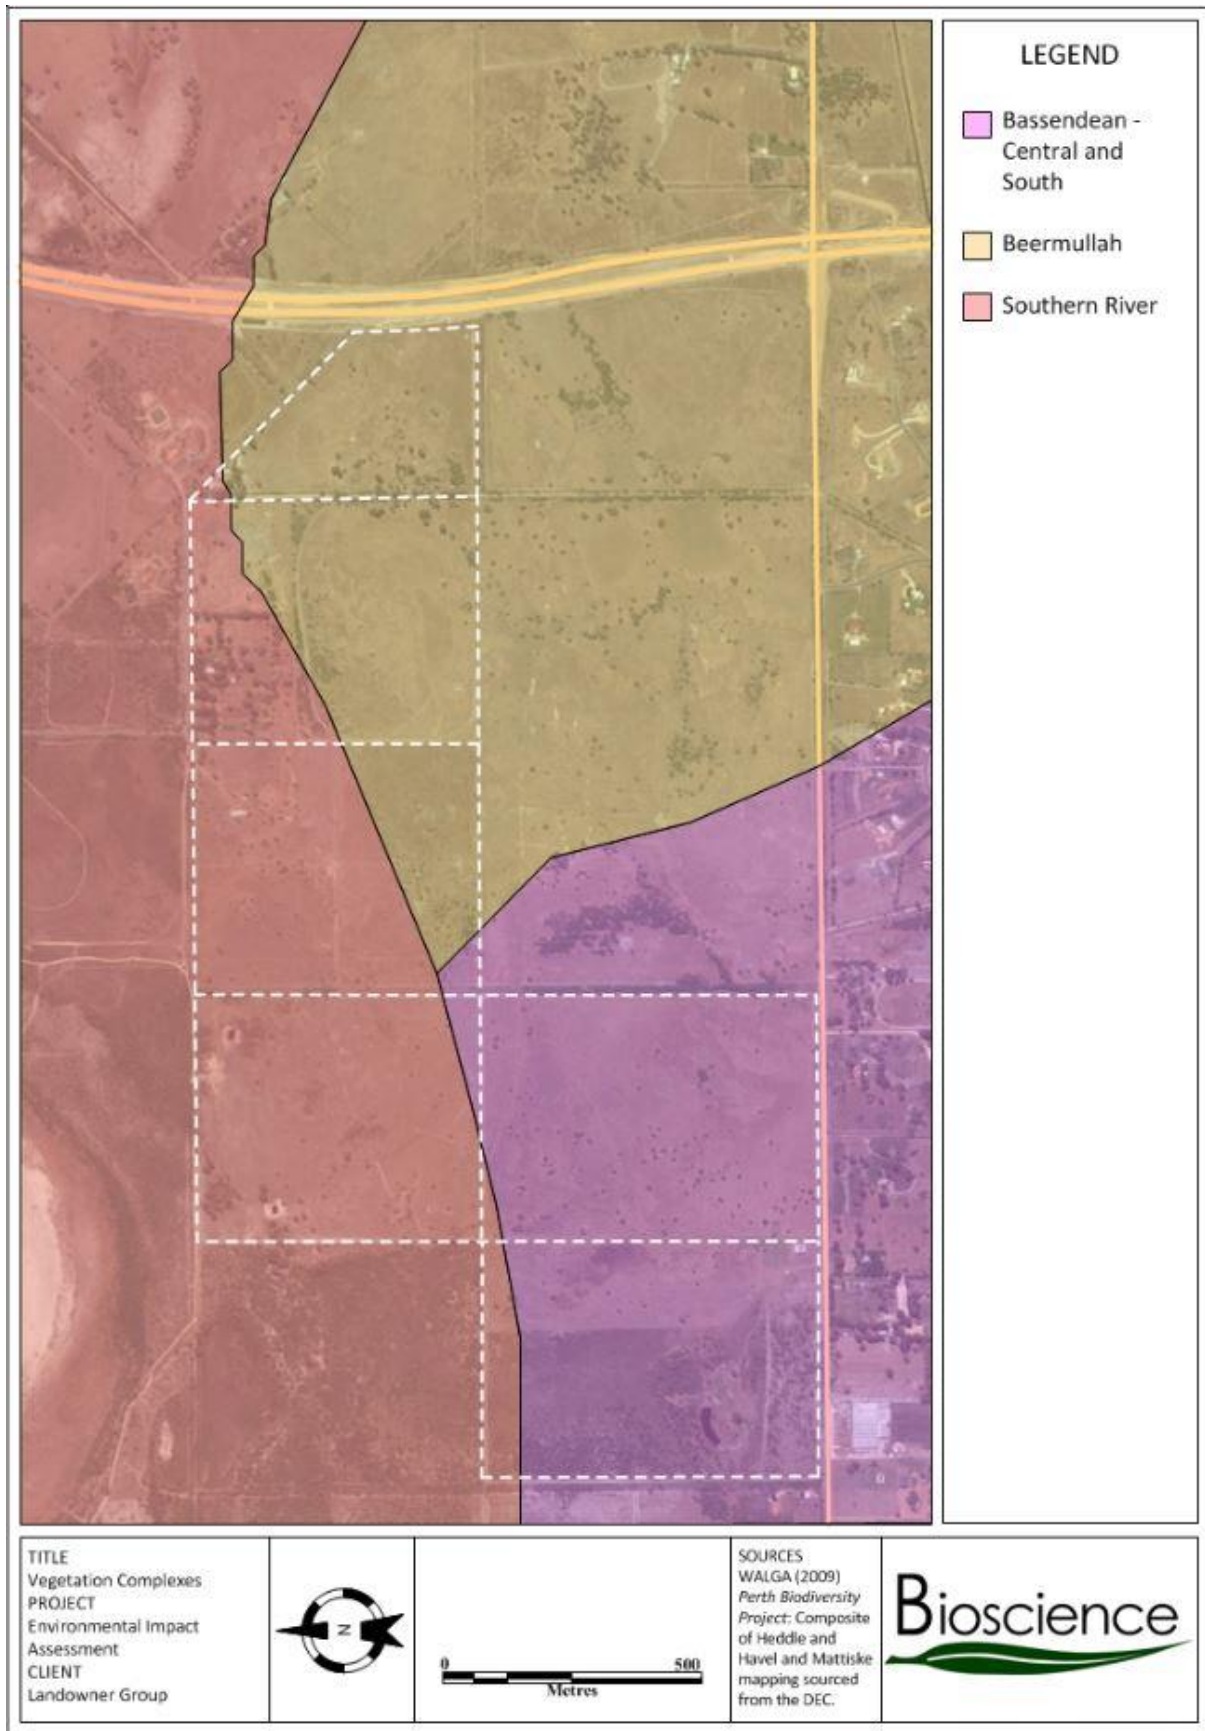 LEGEND
Bassendean -
Central and
South
Beermullah
Southern River
TITLE
Vegetation Complexes
PROJECT
Environmental Impact
Assessment
CLIENT
Landowner Group
N
0 500
Metres
SOURCES
WALGA (2009)
Perth Biodiversity
Project: Composite
of Heddle and
Havel and Mattiske
mapping sourced
from the DEC.
Bioscience